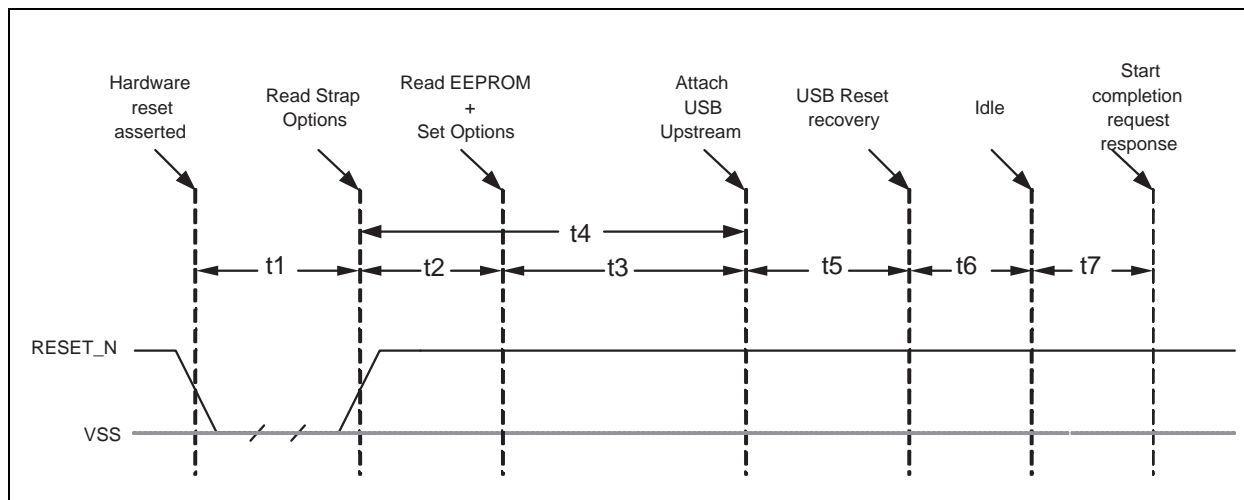 Hardware
reset
asserted
Read Strap
Options
Read EEPROM
+
Set Options
Attach
USB
Upstream
USB Reset
recovery
Idle
Start
completion
request
response
t4
t1
t2
t3
t5
t6
t7
RESET_N
VSS